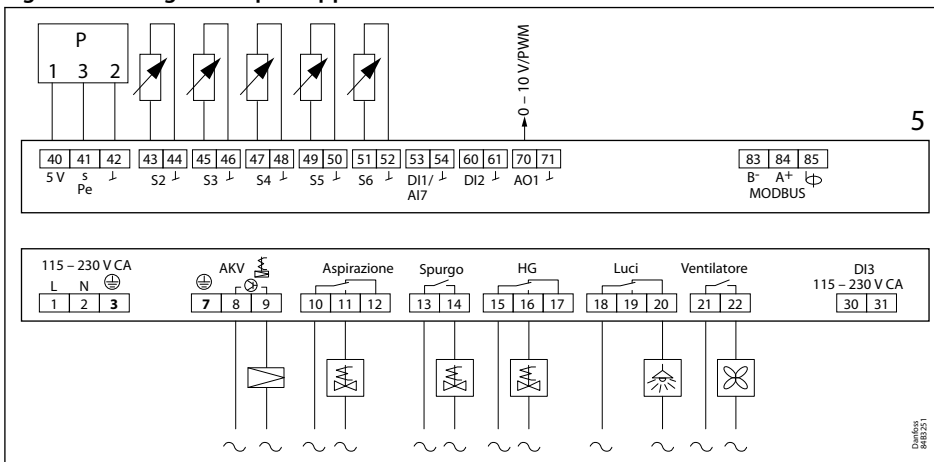 P
1 3 2
0 – 10 V/PWM
5
40 41 42 43 44 45 46 47 48 49 50 51 52 53 54 60 61 70 71 83 84 85
5 V s S2 S3 S4 S5 S6 DI1/ DI2 AO1 B- A+
Pe AI7 MODBUS
115 – 230 V CA AKV Aspirazione Spurgo HG Luci Ventilatore DI3
L N 115 – 230 V CA
1 2 3 7 8 9 10 11 12 13 14 15 16 17 18 19 20 21 22 30 31
Danfoss
84B3251